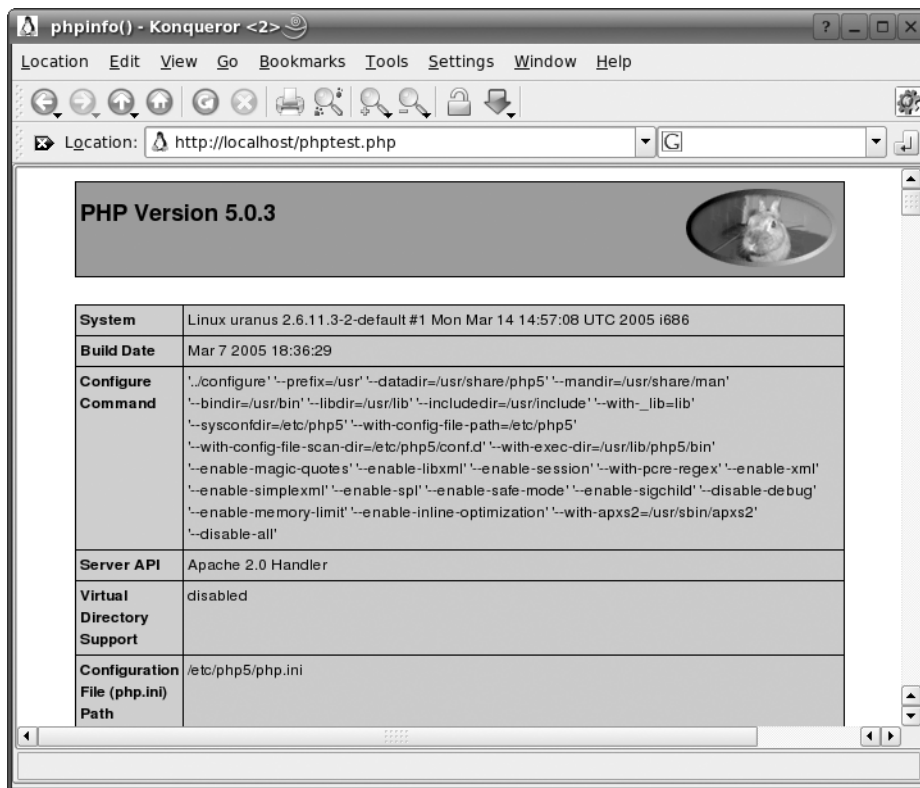 phpinfo() - Konqueror <2>
Location Edit View Go Bookmarks Tools Settings Window Help
Location: http://localhost/phptest.php G
PHP Version 5.0.3
System Linux uranus 2.6.11.3-2-default #1 Mon Mar 14 14:57:08 UTC 2005 i686
Build Date Mar 7 2005 18:36:29
Configure '../configure' '--prefix=/usr' '--datadir=/usr/share/php5' '--mandir=/usr/share/man'
Command '--bindir=/usr/bin' '--libdir=/usr/lib' '--includedir=/usr/include' '--with-_lib=lib'
'--sysconfdir=/etc/php5' '--with-config-file-path=/etc/php5'
'--with-config-file-scan-dir=/etc/php5/conf.d' '--with-exec-dir=/usr/lib/php5/bin'
'--enable-magic-quotes' '--enable-libxml' '--enable-session' '--with-pcre-regex' '--enable-xml'
'--enable-simplexml' '--enable-spl' '--enable-safe-mode' '--enable-sigchild' '--disable-debug'
'--enable-memory-limit' '--enable-inline-optimization' '--with-apxs2=/usr/sbin/apxs2'
'--disable-all'
Server API Apache 2.0 Handler
Virtual disabled
Directory
Support
Configuration /etc/php5/php.ini
File (php.ini)
Path